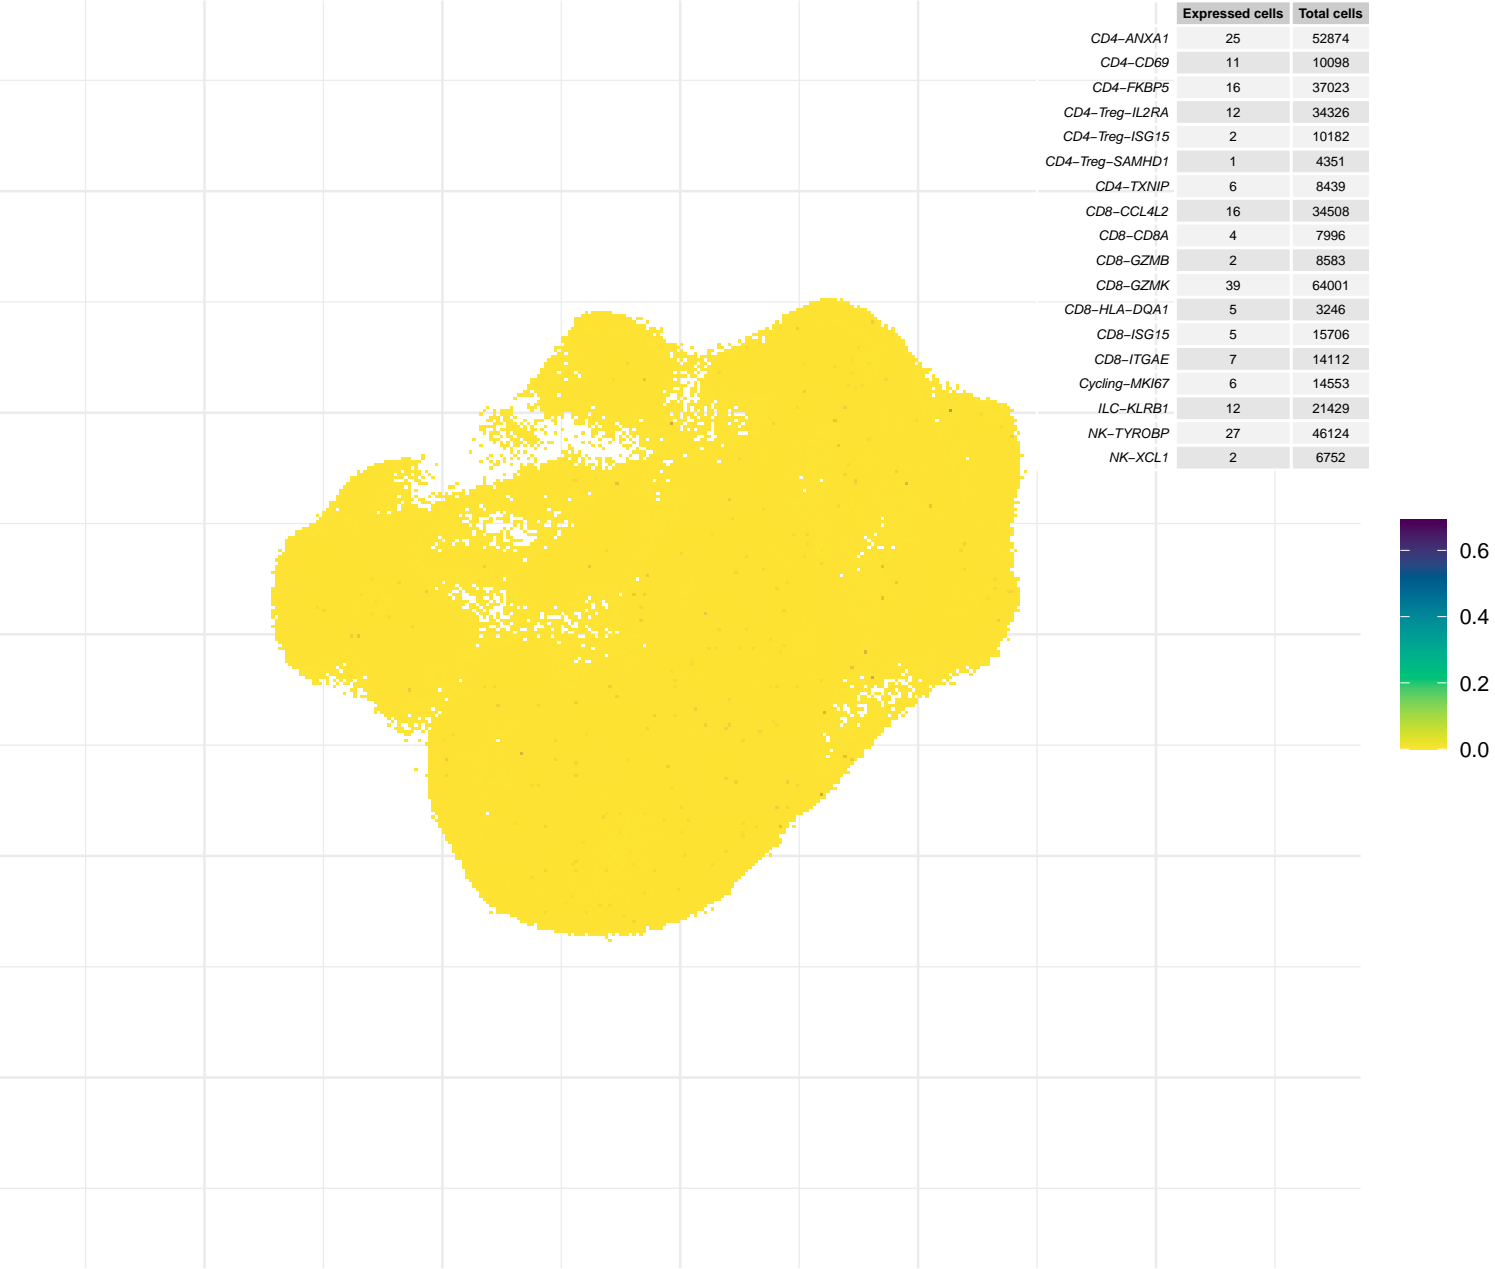 Expressed cells Total cells
CD4−ANXA1 25 52874
CD4−CD69 11 10098
CD4−FKBP5 16 37023
CD4−Treg−IL2RA 12 34326
CD4−Treg−ISG15 2 10182
CD4−Treg−SAMHD1 1 4351
CD4−TXNIP 6 8439
CD8−CCL4L2 16 34508
CD8−CD8A 4 7996
CD8−GZMB 2 8583
CD8−GZMK 39 64001
CD8−HLA−DQA1 5 3246
CD8−ISG15 5 15706
CD8−ITGAE 7 14112
Cycling−MKI67 6 14553
ILC−KLRB1 12 21429
NK−TYROBP 27 46124
NK−XCL1 2 6752
0.6
0.4
0.2
0.0